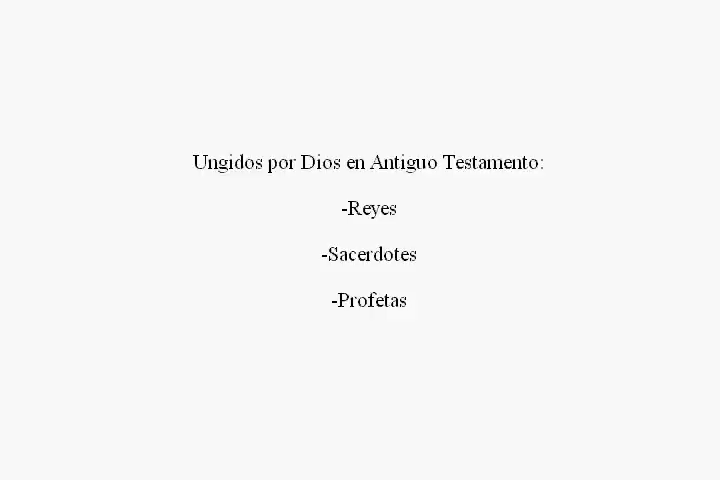 Ungidos por Dios en Antiguo Testamento:
-Reyes
-Sacerdotes
-Profetas